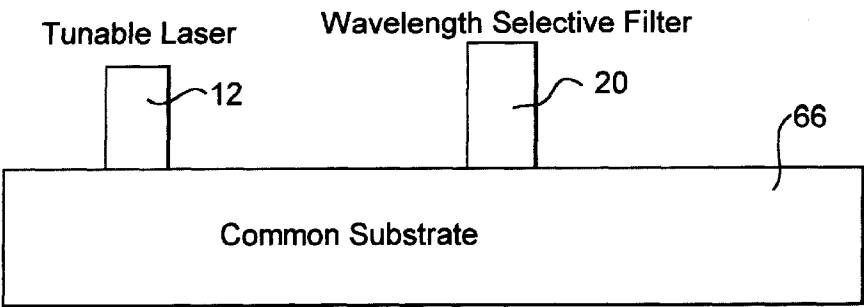 Tunable Laser
Wavelength Selective Filter
12
20
66
Common Substrate